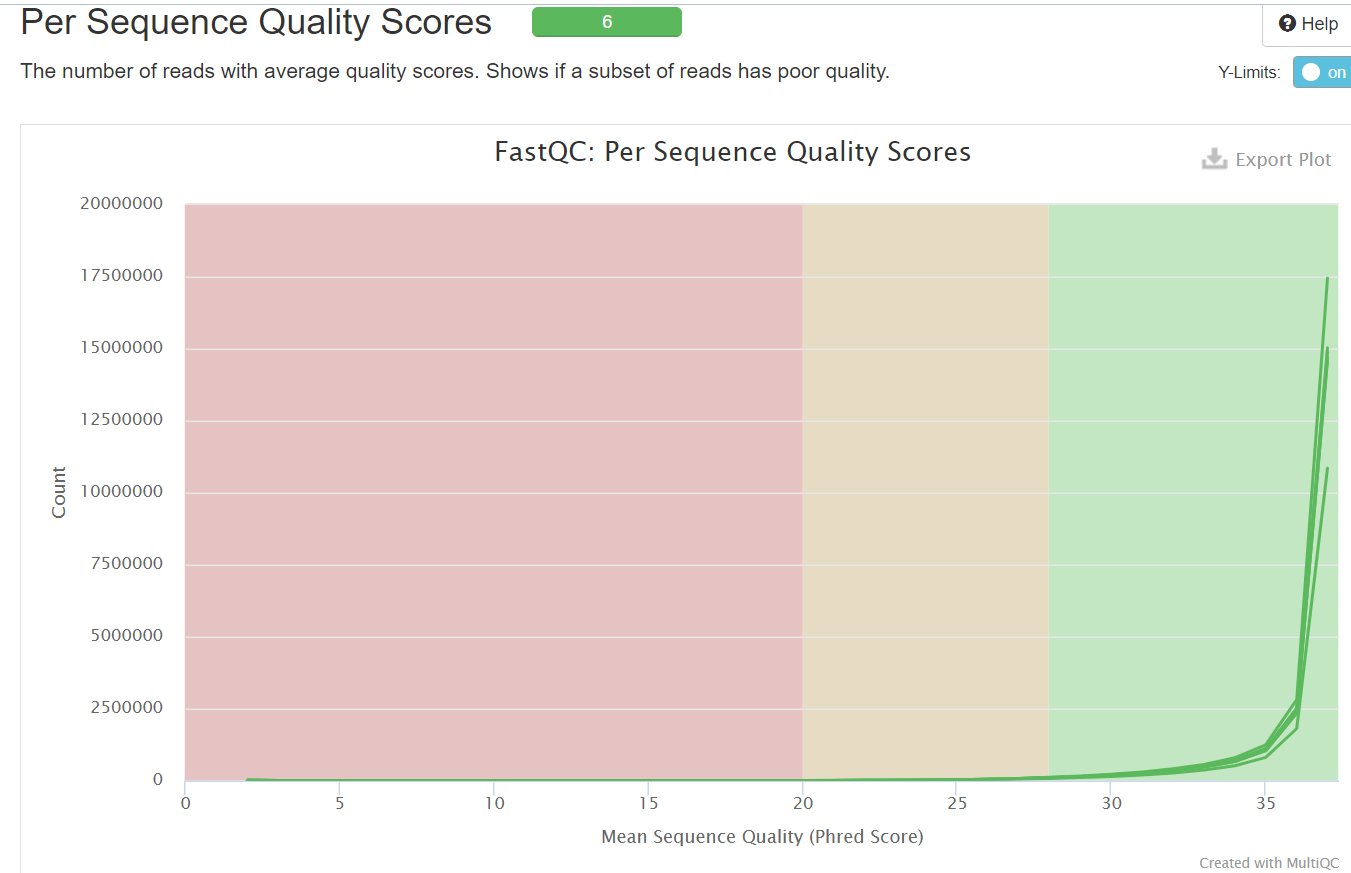 Per Sequence Quality Scores
6
Help
The number of reads with average quality scores. Shows if a subset of reads has poor quality.
Y-Limits:
on
FastQC: Per Sequence Quality Scores
Export Plot
20000000
17500000
15000000
12500000
10000000
7500000
5000000
2500000
0
Count
0 5 10 15 20 25 30 35
Mean Sequence Quality (Phred Score)
Created with MultiQC